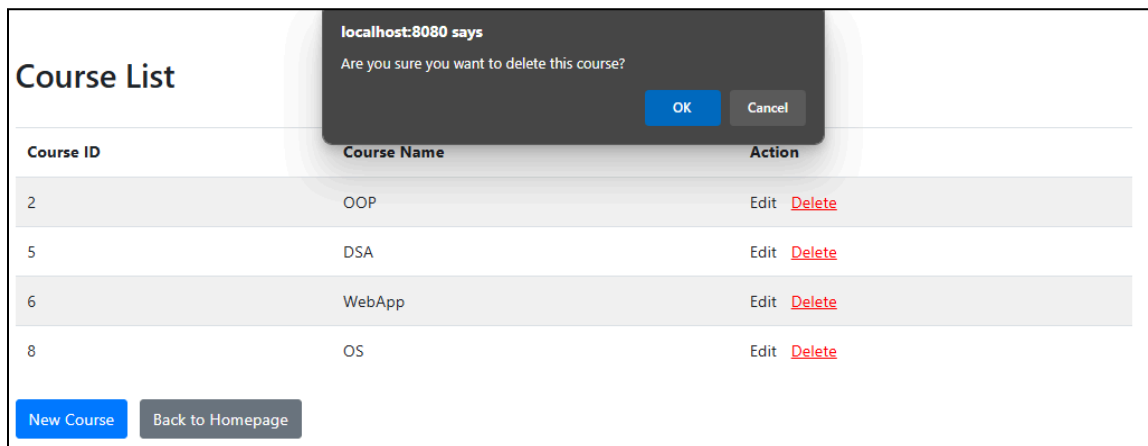 localhost:8080 says
Are you sure you want to delete this course?
OK Cancel
Course List
Course ID Course Name Action
2 OOP Edit Delete
5 DSA Edit Delete
6 WebApp Edit Delete
8 OS Edit Delete
New Course Back to Homepage